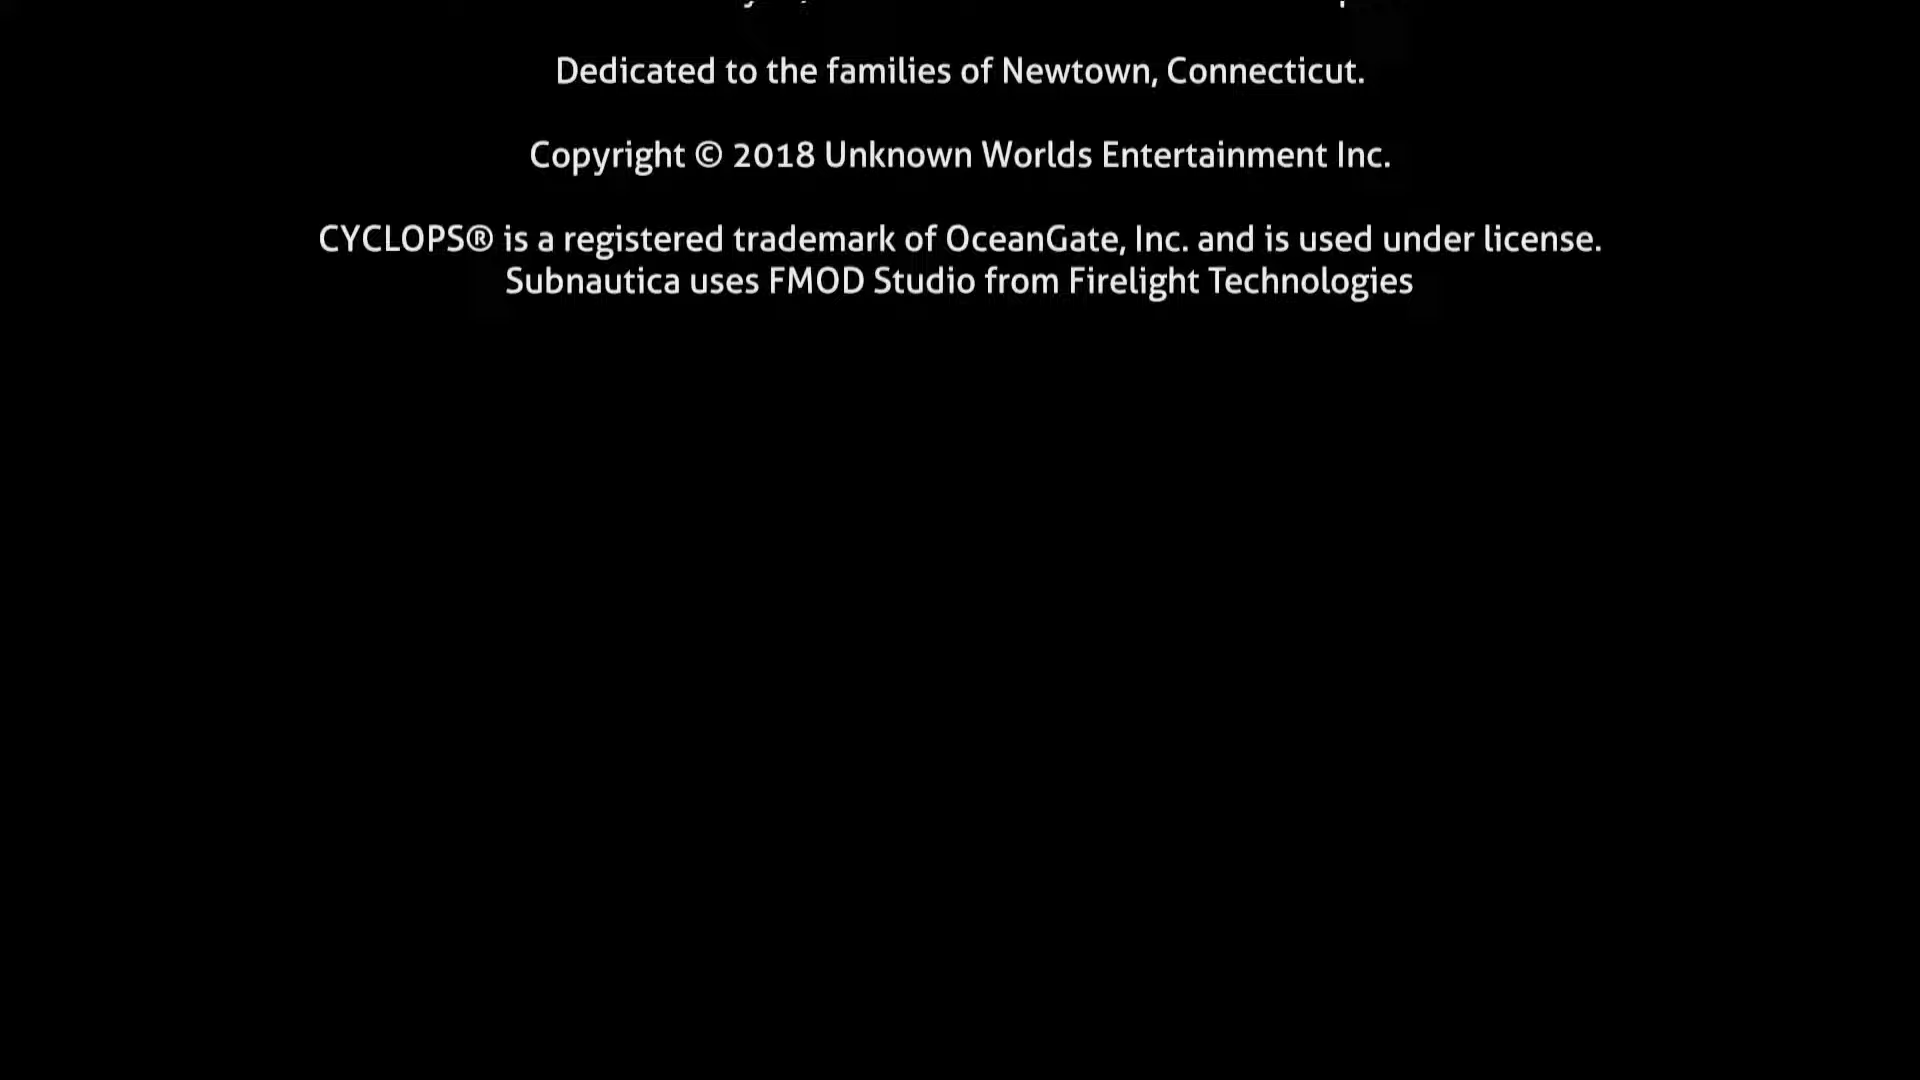 Dedicated to the families of Newtown, Connecticut.
Copyright © 2018 Unknown Worlds Entertainment Inc.
CYCLOPS® is a registered trademark of OceanGate, Inc. and is used under license.
Subnautica uses FMOD Studio from Firelight Technologies